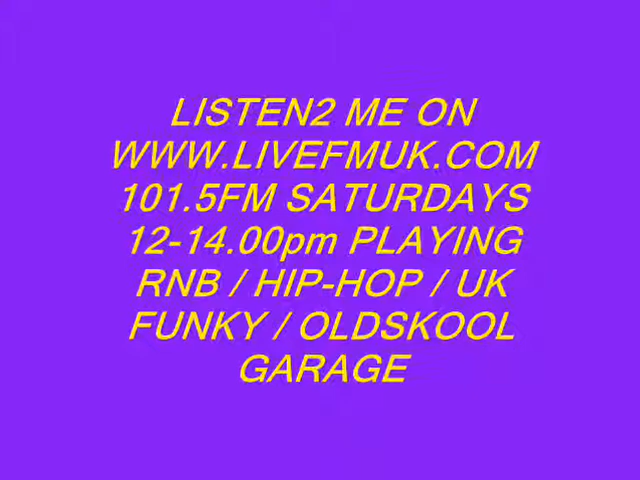 LISTEN2 ME ON
WWW.LIVEFMUK.COM
101.5FM SATURDAYS
12-14.00pm PLAYING
RNB / HIP-HOP / UK
FUNKY / OLDSKOOL
GARAGE